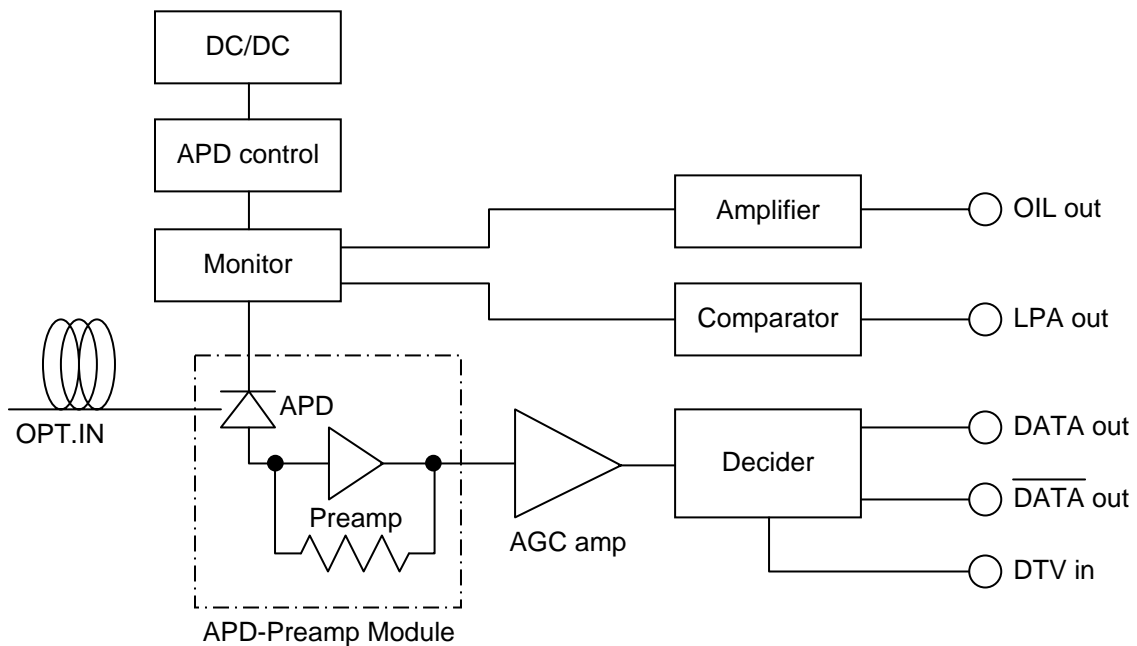 DC/DC
APD control
Monitor
Amplifier
OIL out
Comparator
LPA out
OPT.IN
APD
Preamp
APD-Preamp Module
AGC amp
Decider
DATA out
D̅A̅T̅A̅ out
DTV in